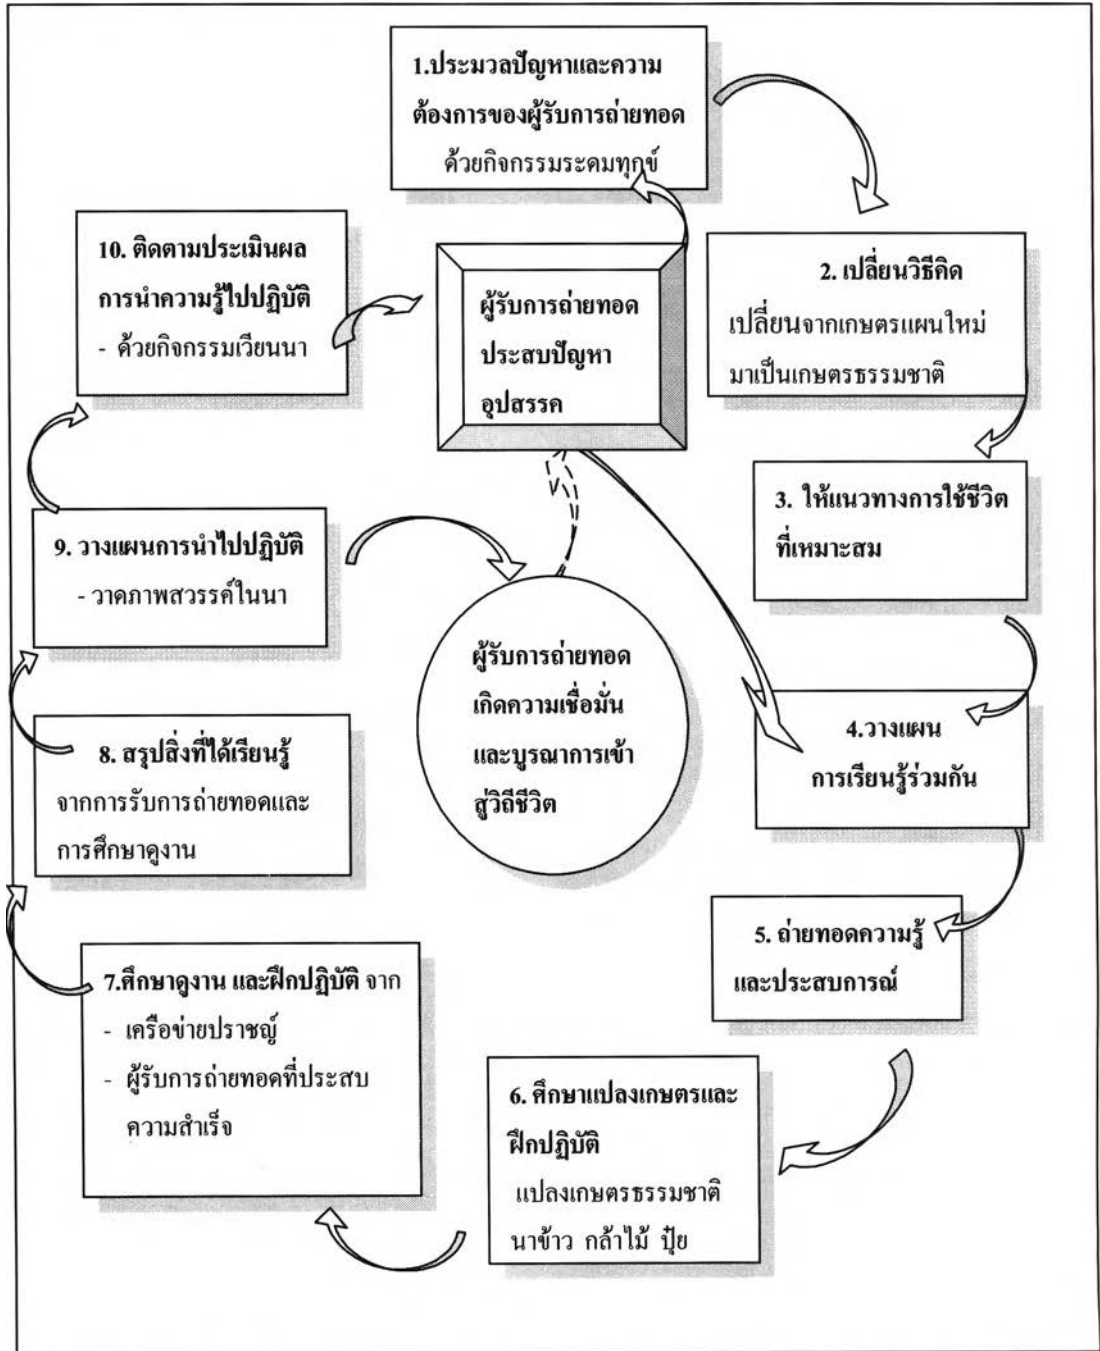 1.ประมวลปัญหาและความ
ต้องการของผู้รับการถ่ายทอด
ด้วยกิจกรรมระดมทุกข์
2. เปลี่ยนวิธีคิด
เปลี่ยนจากเกษตรแผนใหม่
มาเป็นเกษตรธรรมชาติ
3. ให้แนวทางการใช้ชีวิต
ที่เหมาะสม
4.วางแผน
การเรียนรู้ร่วมกัน
5. ถ่ายทอดความรู้
และประสบการณ์
6. ศึกษาแปลงเกษตรและ
ฝึกปฏิบัติ
แปลงเกษตรธรรมชาติ
นาข้าว กล้าไม้ ปุ๋ย
7.ศึกษาดูงาน และฝึกปฏิบัติ จาก
- เครือข่ายปราชญ์
- ผู้รับการถ่ายทอดที่ประสบ
ความสำเร็จ
8. สรุปสิ่งที่ได้เรียนรู้
จากการรับการถ่ายทอดและ
การศึกษาดูงาน
9. วางแผนการนำไปปฏิบัติ
- วาดภาพสวรรค์ในนา
10. ติดตามประเมินผล
การนำความรู้ไปปฏิบัติ
- ด้วยกิจกรรมเวียนนา
ผู้รับการถ่ายทอด
ประสบปัญหา
อุปสรรค
ผู้รับการถ่ายทอด
เกิดความเชื่อมั่น
และบูรณาการเข้า
สู่วิถีชีวิต